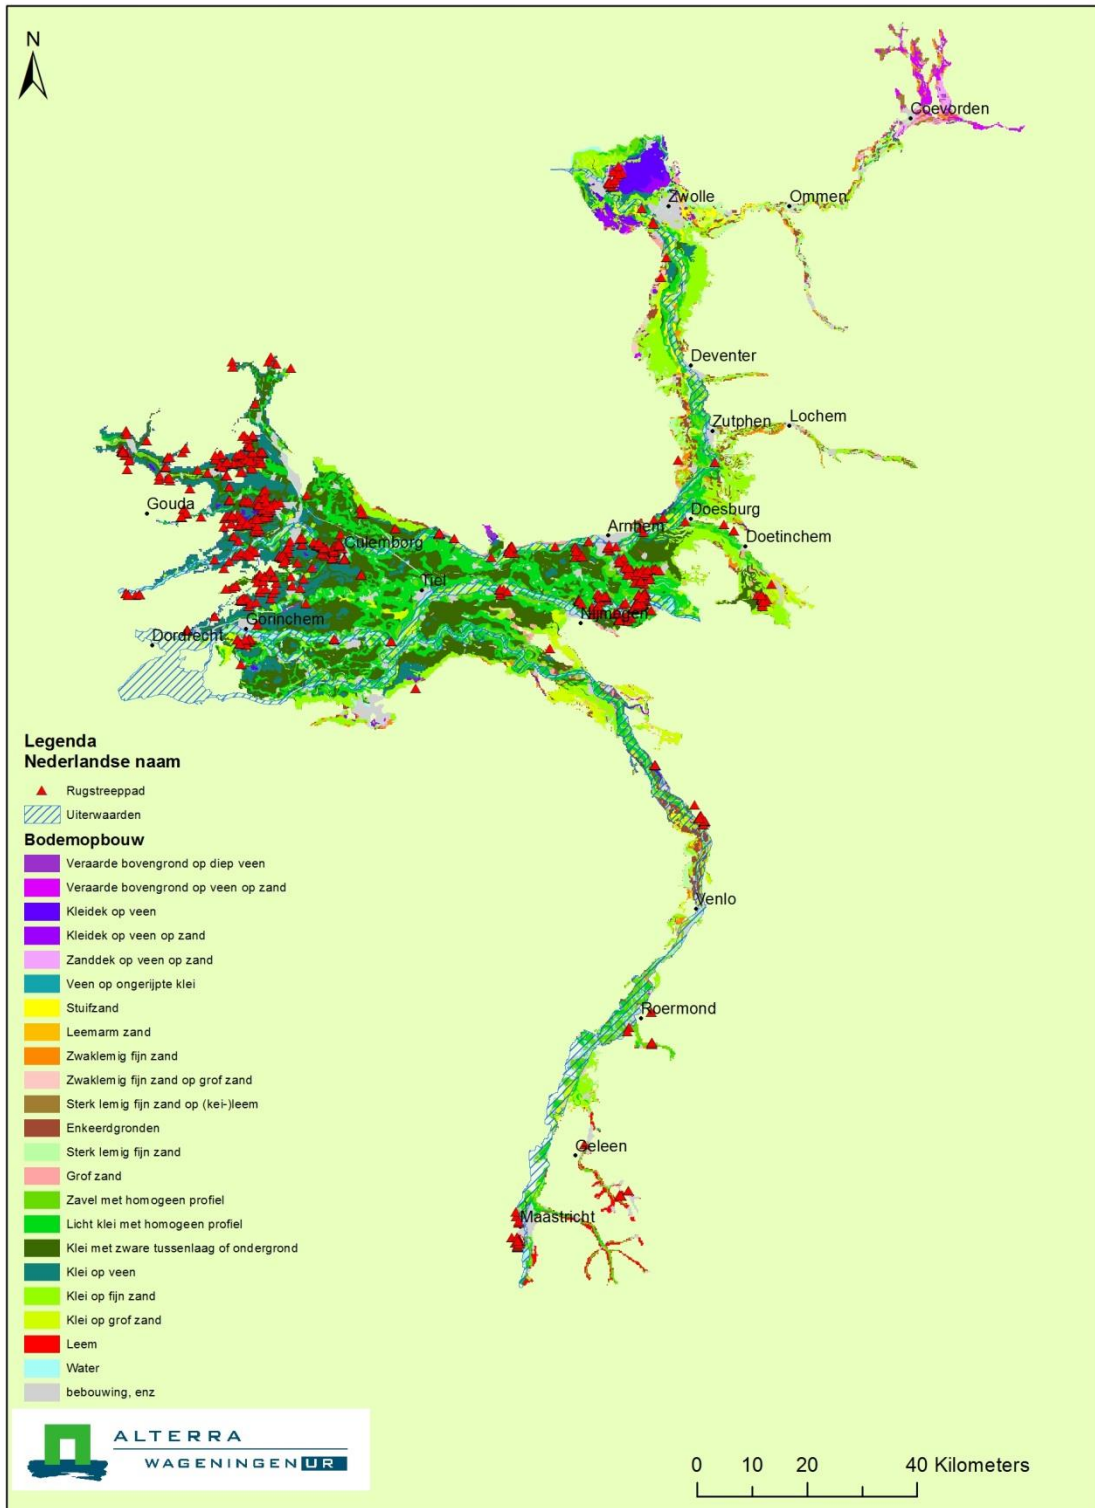 N
Coevorden
Zwolle
Ommen
Deventer
Zutphen
Lochem
Gouda
Doesburg
Arnhem
Culemborg
Doetinchem
Tiel
Nijmegen
Gorinchem
Dordrecht
Venlo
Roermond
Geleen
Maastricht
Legenda
Nederlandse naam
Rugstreeppad
Uiterwaarden
Bodemopbouw
Veraarde bovengrond op diep veen
Veraarde bovengrond op veen op zand
Kleidek op veen
Kleidek op veen op zand
Zanddek op veen op zand
Veen op ongerijpte klei
Stuifzand
Leemarm zand
Zwaklemig fijn zand
Zwaklemig fijn zand op grof zand
Sterk lemig fijn zand op (kei-)leem
Enkeerdgronden
Sterk lemig fijn zand
Grof zand
Zavel met homogeen profiel
Licht klei met homogeen profiel
Klei met zware tussenlaag of ondergrond
Klei op veen
Klei op fijn zand
Klei op grof zand
Leem
Water
bebouwing, enz
ALTERRA
WAGENINGEN UR
0 10 20 40 Kilometers